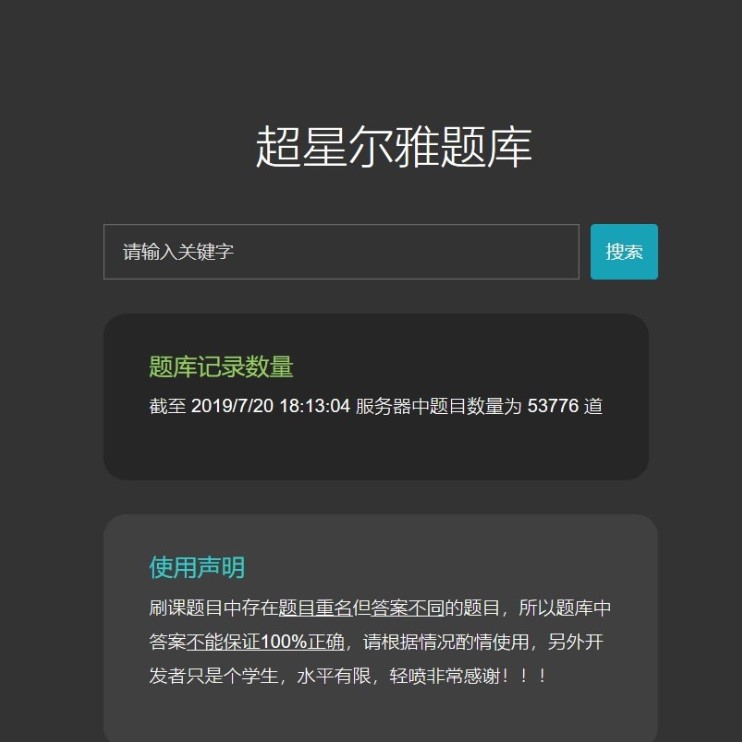 超星尔雅题库
请输入关键字
搜索
题库记录数量
截至 2019/7/20 18:13:04 服务器中题目数量为 53776 道
使用声明
刷课题目中存在题目重名但答案不同的题目，所以题库中
答案不能保证100%正确，请根据情况酌情使用，另外开
发者只是个学生，水平有限，轻喷非常感谢！！！